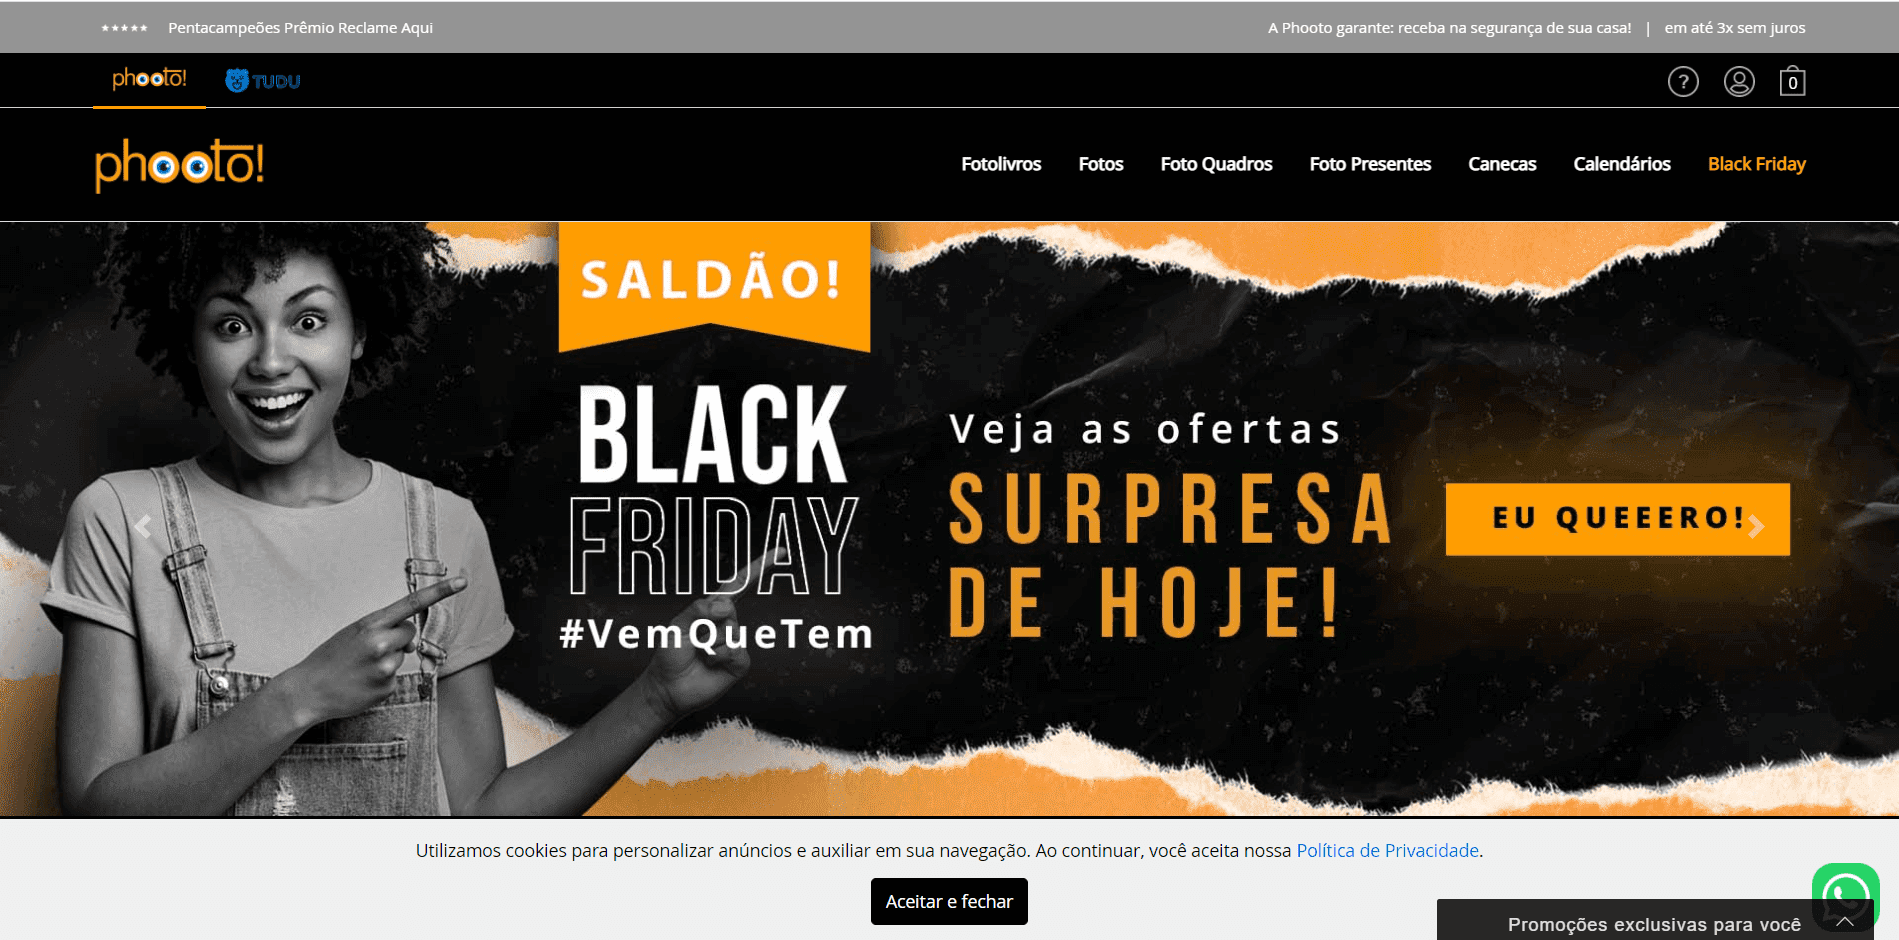 Pentacampeões Prêmio Reclame Aqui
A Phooto garante: receba na segurança de sua casa! | em até 3x sem juros
phooto! TUDU
? 0
phooto!
Fotolivros Fotos Foto Quadros Foto Presentes Canecas Calendários Black Friday
SALDÃO!
BLACK
FRIDAY
#VemQueTem
Veja as ofertas
SURPRESA
DE HOJE!
EU QUEEERO!
Utilizamos cookies para personalizar anúncios e auxiliar em sua navegação. Ao continuar, você aceita nossa Política de Privacidade.
Aceitar e fechar
Promoções exclusivas para você